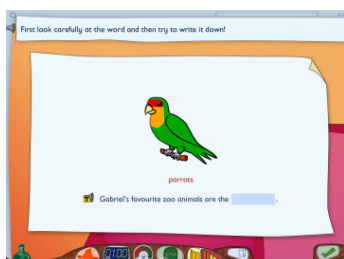 First look carefully at the word and then try to write it down!
parrots
Gabriel's favourite zoo animals are the .